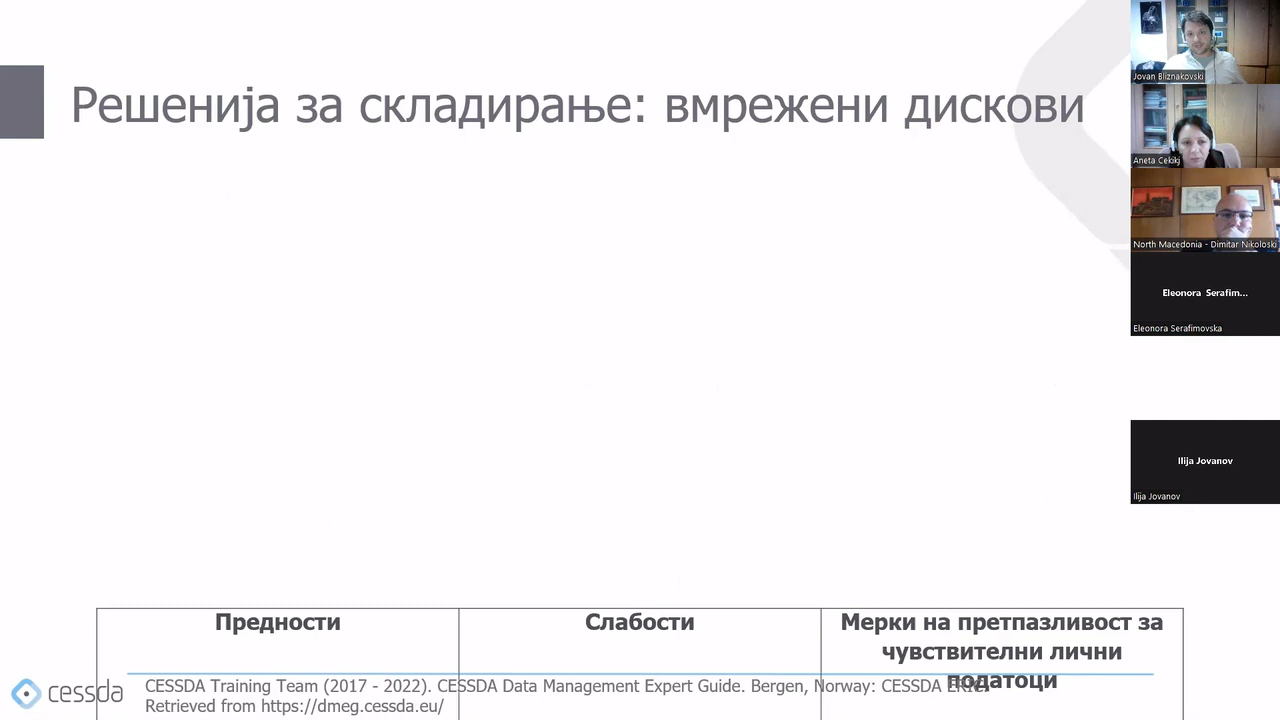 Решенија за складирање: вмрежени дискови
Jovan Bliznakovski
Aneta Cekikj
North Macedonia - Dimitar Nikoloski
Eleonora Serafim...
Eleonora Serafimovska
Ilija Jovanov
Ilija Jovanov
Предности
Слабости
Мерки на претпазливост за
чувствителни лични
податоци
cessda
CESSDA Training Team (2017 - 2022). CESSDA Data Management Expert Guide. Bergen, Norway: CESSDA ERIC.
Retrieved from https://dmeg.cessda.eu/